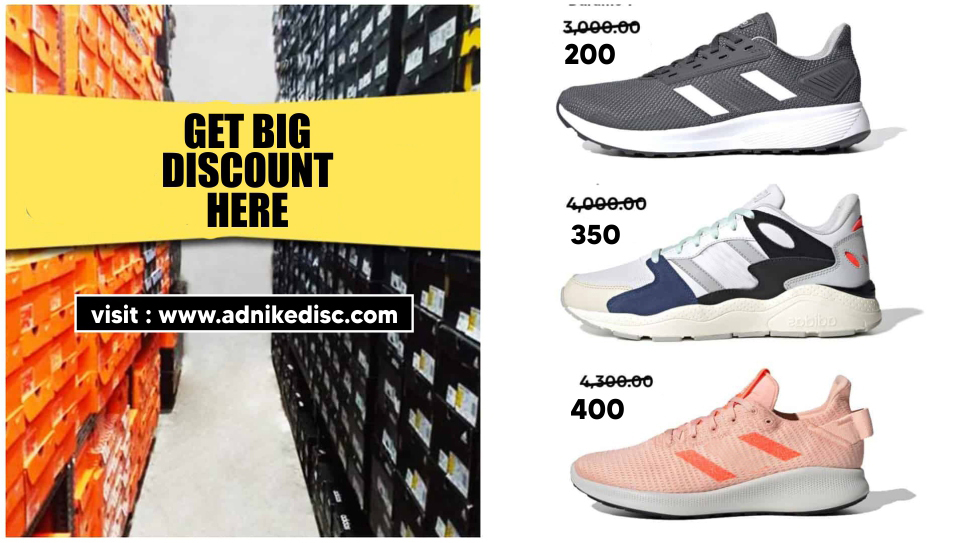 GET BIG
DISCOUNT
HERE
visit : www.adnikedisc.com
3,000.00
200
4,000.00
350
4,300.00
400
adidas